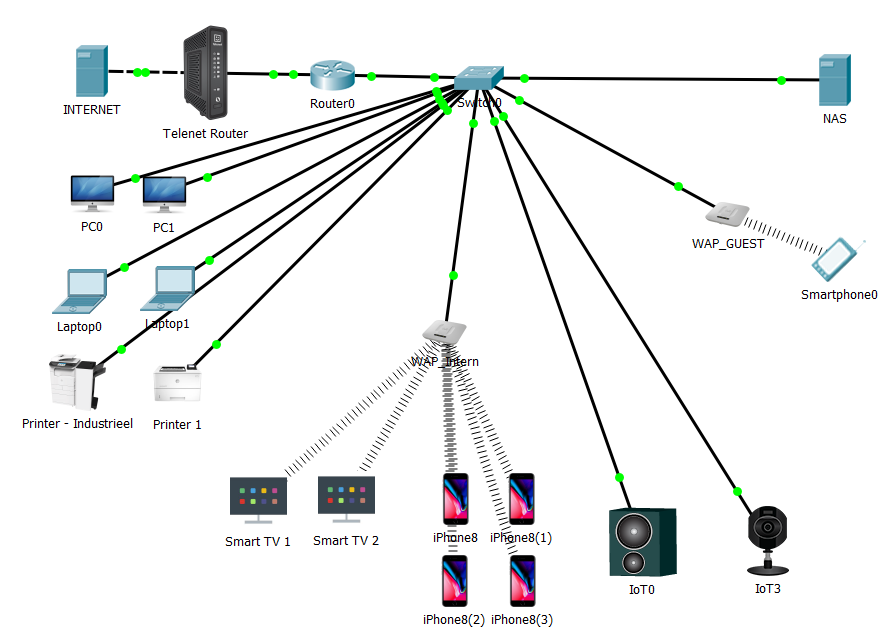 INTERNET
Telenet Router
Router0
Switch0
NAS
PC0
PC1
WAP_GUEST
Smartphone0
Laptop0
Laptop1
WAP_Intern
Printer - Industrieel
Printer 1
Smart TV 1
Smart TV 2
iPhone8
iPhone8(1)
IoT0
IoT3
iPhone8(2)
iPhone8(3)